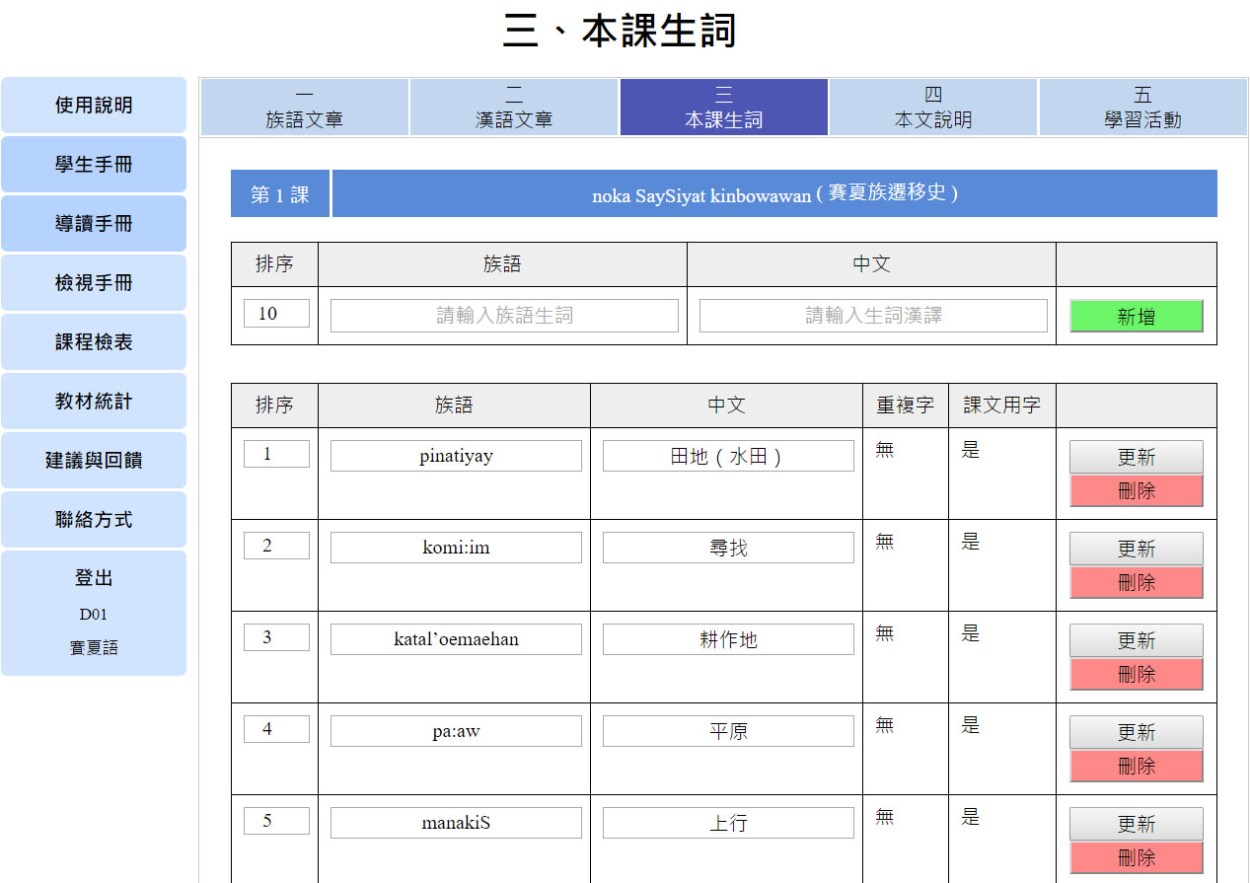 三、本課生詞
使用說明
學生手冊
導讀手冊
檢視手冊
課程檢表
教材統計
建議與回饋
聯絡方式
登出
D01
賽夏語
一 二 三 四 五
族語文章 漢語文章 本課生詞 本文說明 學習活動
第 1 課 noka SaySiyat kinbowawan ( 賽夏族遷移史 )
排序 族語 中文
10 請輸入族語生詞 請輸入生詞漢譯 新增
排序 族語 中文 重複字 課文用字
1 pinatiyay 田地 ( 水田 ) 無 是 更新
刪除
2 komi:im 尋找 無 是 更新
刪除
3 katal’oemaehan 耕作地 無 是 更新
刪除
4 pa:aw 平原 無 是 更新
刪除
5 manakiS 上行 無 是 更新
刪除